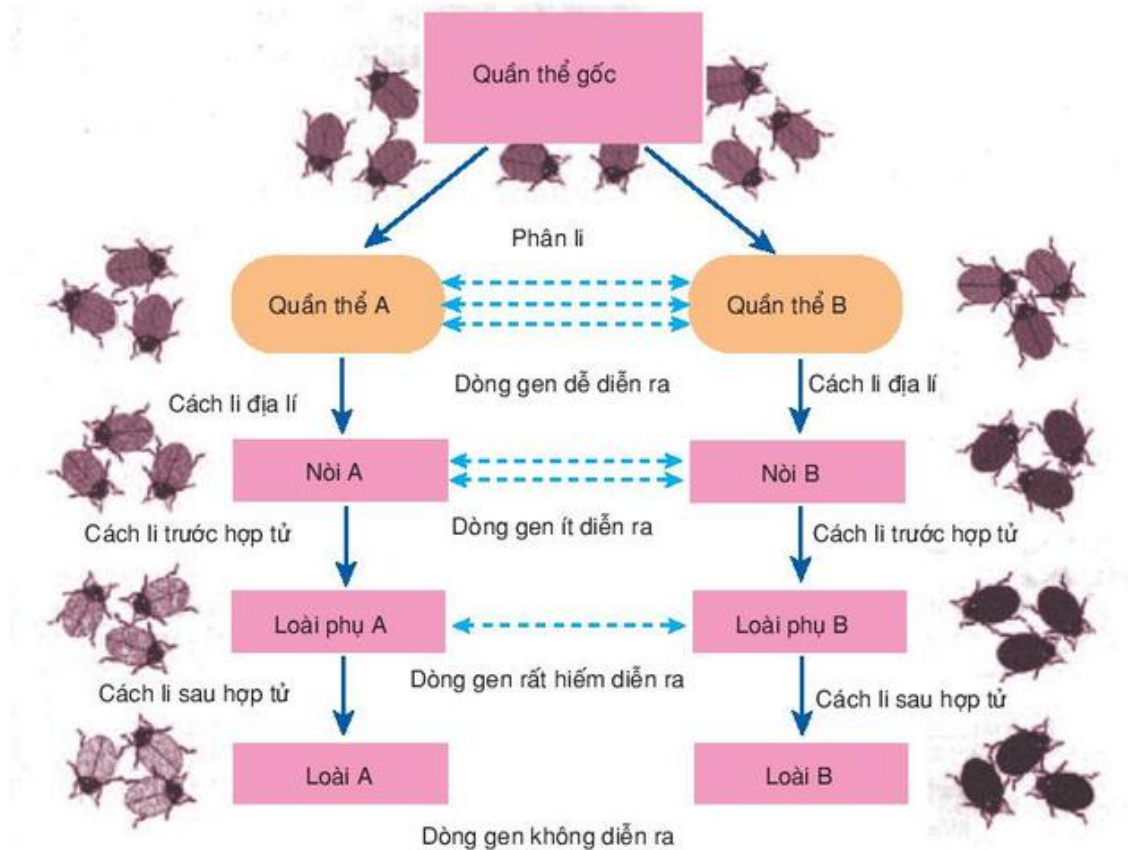 Quần thể gốc
Phân li
Quần thể A
Quần thể B
Dòng gen dễ diễn ra
Cách li địa lí
Cách li địa lí
Nòi A
Nòi B
Dòng gen ít diễn ra
Cách li trước hợp tử
Cách li trước hợp tử
Loài phụ A
Loài phụ B
Dòng gen rất hiếm diễn ra
Cách li sau hợp tử
Cách li sau hợp tử
Loài A
Loài B
Dòng gen không diễn ra